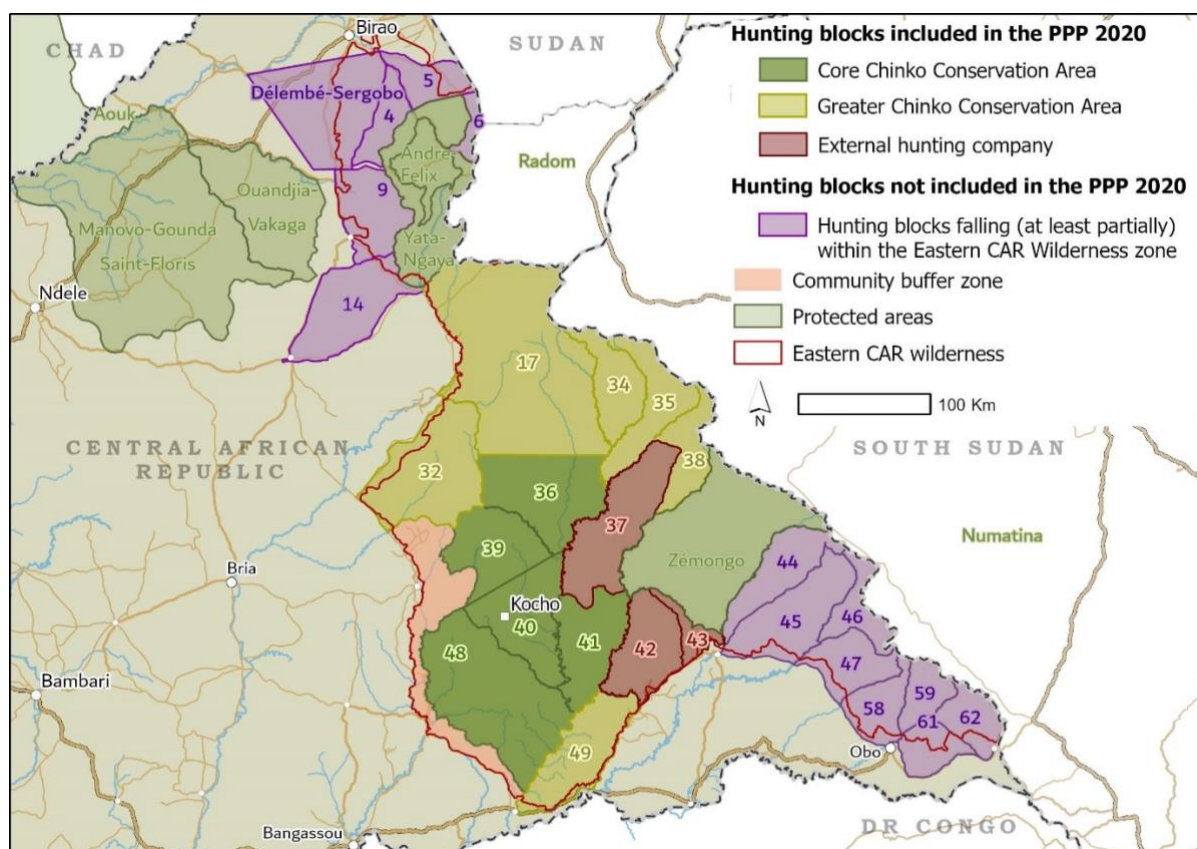 Birao
CHAD
SUDAN
Délembé-Sergobo
5
4
6
Aouk
André-
Felix
Radom
Ouandjia-
Vakaga
9
Manovo-Gounda
Saint-Floris
Yata-
Ngaya
Ndele
14
17
34
35
CENTRAL AFRICAN
REPUBLIC
32
38
SOUTH SUDAN
36
37
Numatina
39
Zémongo
44
Bria
Kocho
40
41
45
46
48
42
43
47
59
Bambari
58
61
62
49
Obo
Bangassou
DR CONGO
Hunting blocks included in the PPP 2020
Core Chinko Conservation Area
Greater Chinko Conservation Area
External hunting company
Hunting blocks not included in the PPP 2020
Hunting blocks falling (at least partially)
within the Eastern CAR Wilderness zone
Community buffer zone
Protected areas
Eastern CAR wilderness
N
100 Km